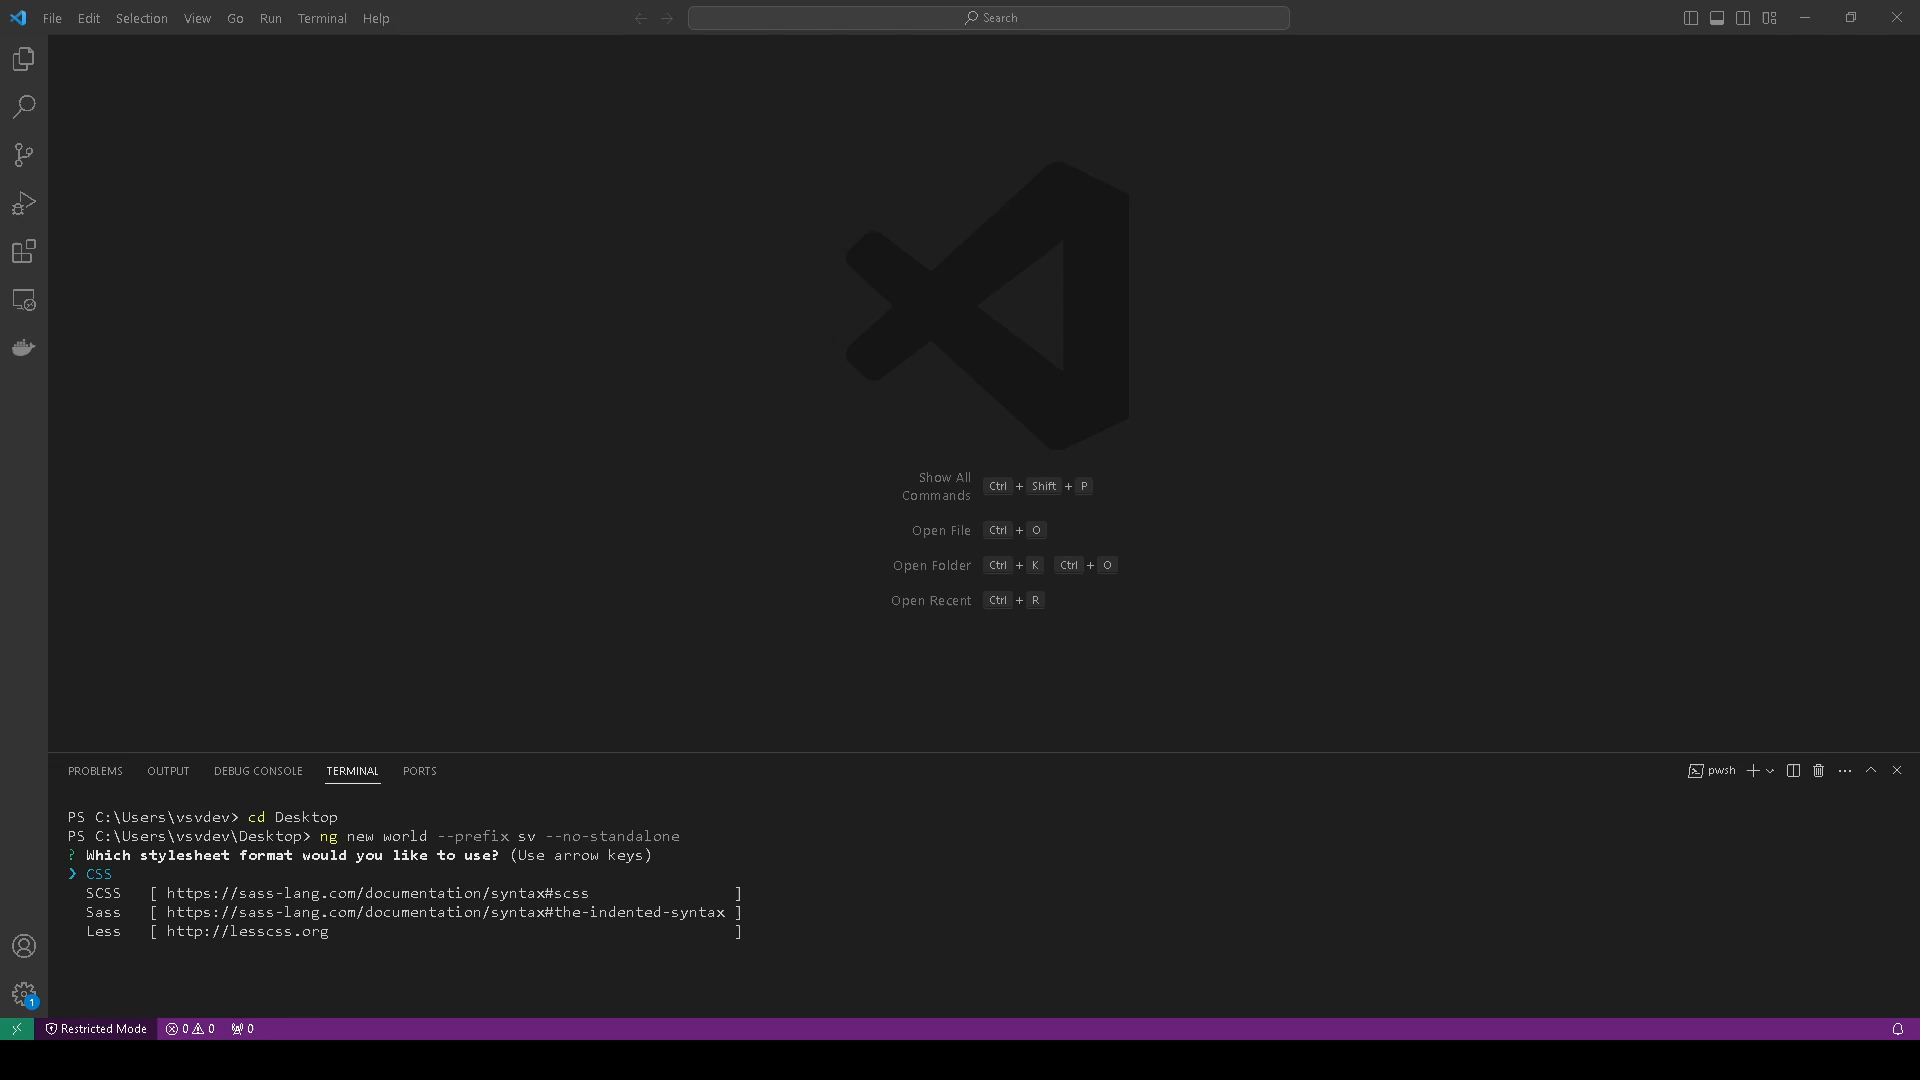 File Edit Selection View Go Run Terminal Help
Search
Show All Commands Ctrl + Shift + P
Open File Ctrl + O
Open Folder Ctrl + K Ctrl + O
Open Recent Ctrl + R
PROBLEMS OUTPUT DEBUG CONSOLE TERMINAL PORTS
pwsh
PS C:\Users\vsvdev> cd Desktop
PS C:\Users\vsvdev\Desktop> ng new world --prefix sv --no-standalone
? Which stylesheet format would you like to use? (Use arrow keys)
❯ CSS
SCSS [ https://sass-lang.com/documentation/syntax#scss ]
Sass [ https://sass-lang.com/documentation/syntax#the-indented-syntax ]
Less [ http://lesscss.org ]
1
Restricted Mode 0 0 0